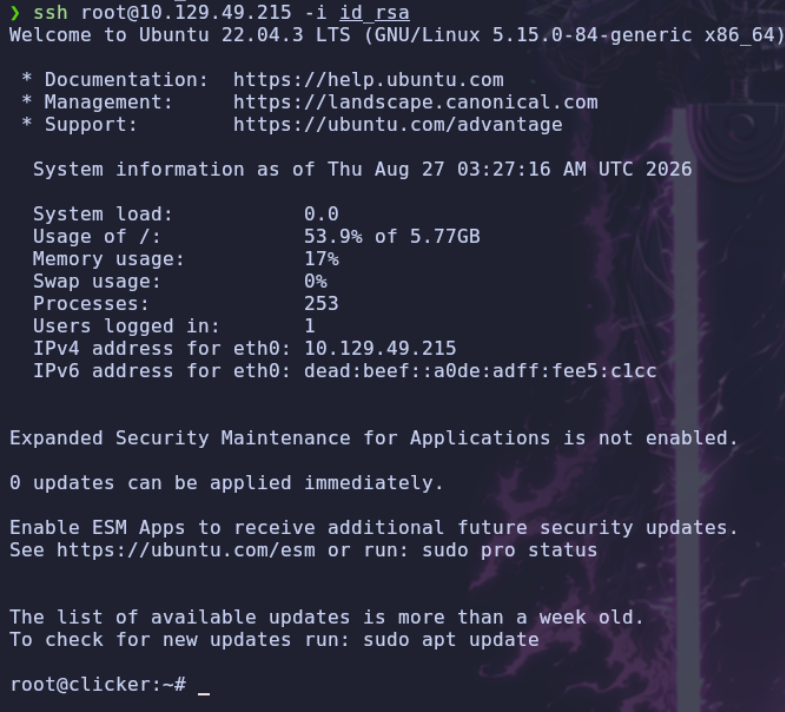 ❯ ssh root@10.129.49.215 -i id_rsa
Welcome to Ubuntu 22.04.3 LTS (GNU/Linux 5.15.0-84-generic x86_64)
 * Documentation:  https://help.ubuntu.com
 * Management:     https://landscape.canonical.com
 * Support:        https://ubuntu.com/advantage
  System information as of Thu Aug 27 03:27:16 AM UTC 2026
  System load:            0.0
  Usage of /:             53.9% of 5.77GB
  Memory usage:           17%
  Swap usage:             0%
  Processes:              253
  Users logged in:        1
  IPv4 address for eth0: 10.129.49.215
  IPv6 address for eth0: dead:beef::a0de:adff:fee5:c1cc
Expanded Security Maintenance for Applications is not enabled.
0 updates can be applied immediately.
Enable ESM Apps to receive additional future security updates.
See https://ubuntu.com/esm or run: sudo pro status
The list of available updates is more than a week old.
To check for new updates run: sudo apt update
root@clicker:~# _